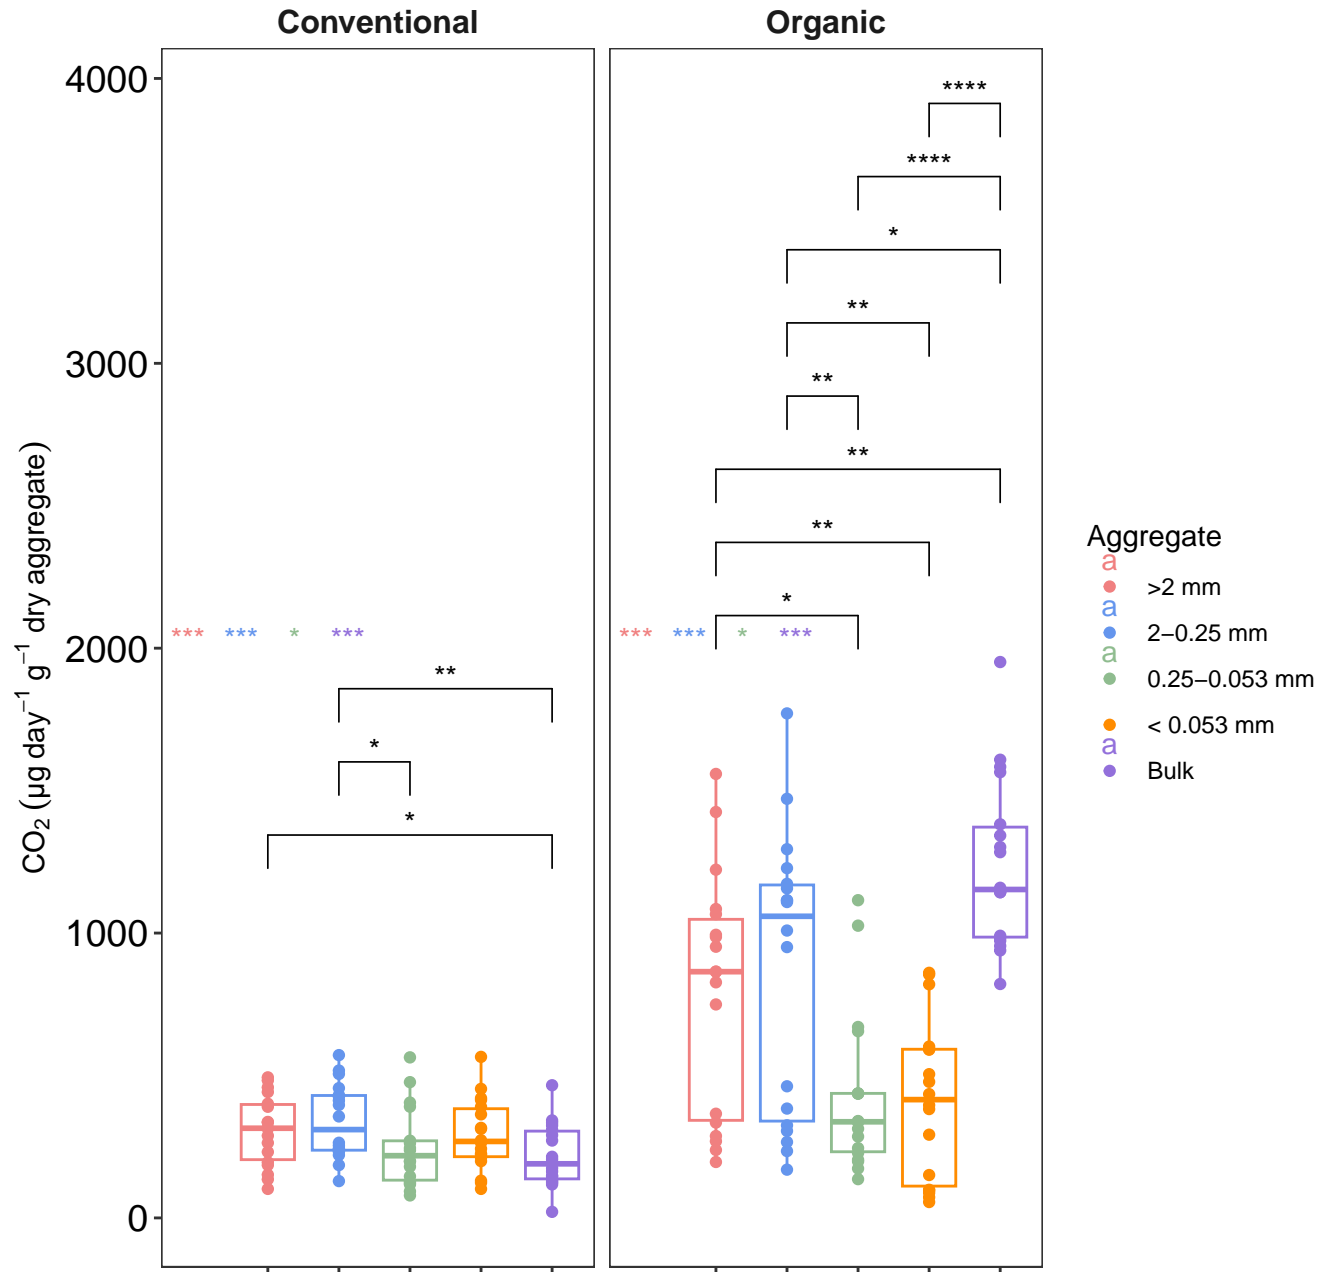 Conventional Organic
4000
3000
2000
1000
0
CO₂ (µg day⁻¹ g⁻¹ dry aggregate)
*** *** * ***
**
*
*
****
****
*
**
**
**
**
*
*** *** * ***
Aggregate
a
>2 mm
a
2−0.25 mm
a
0.25−0.053 mm
< 0.053 mm
a
Bulk